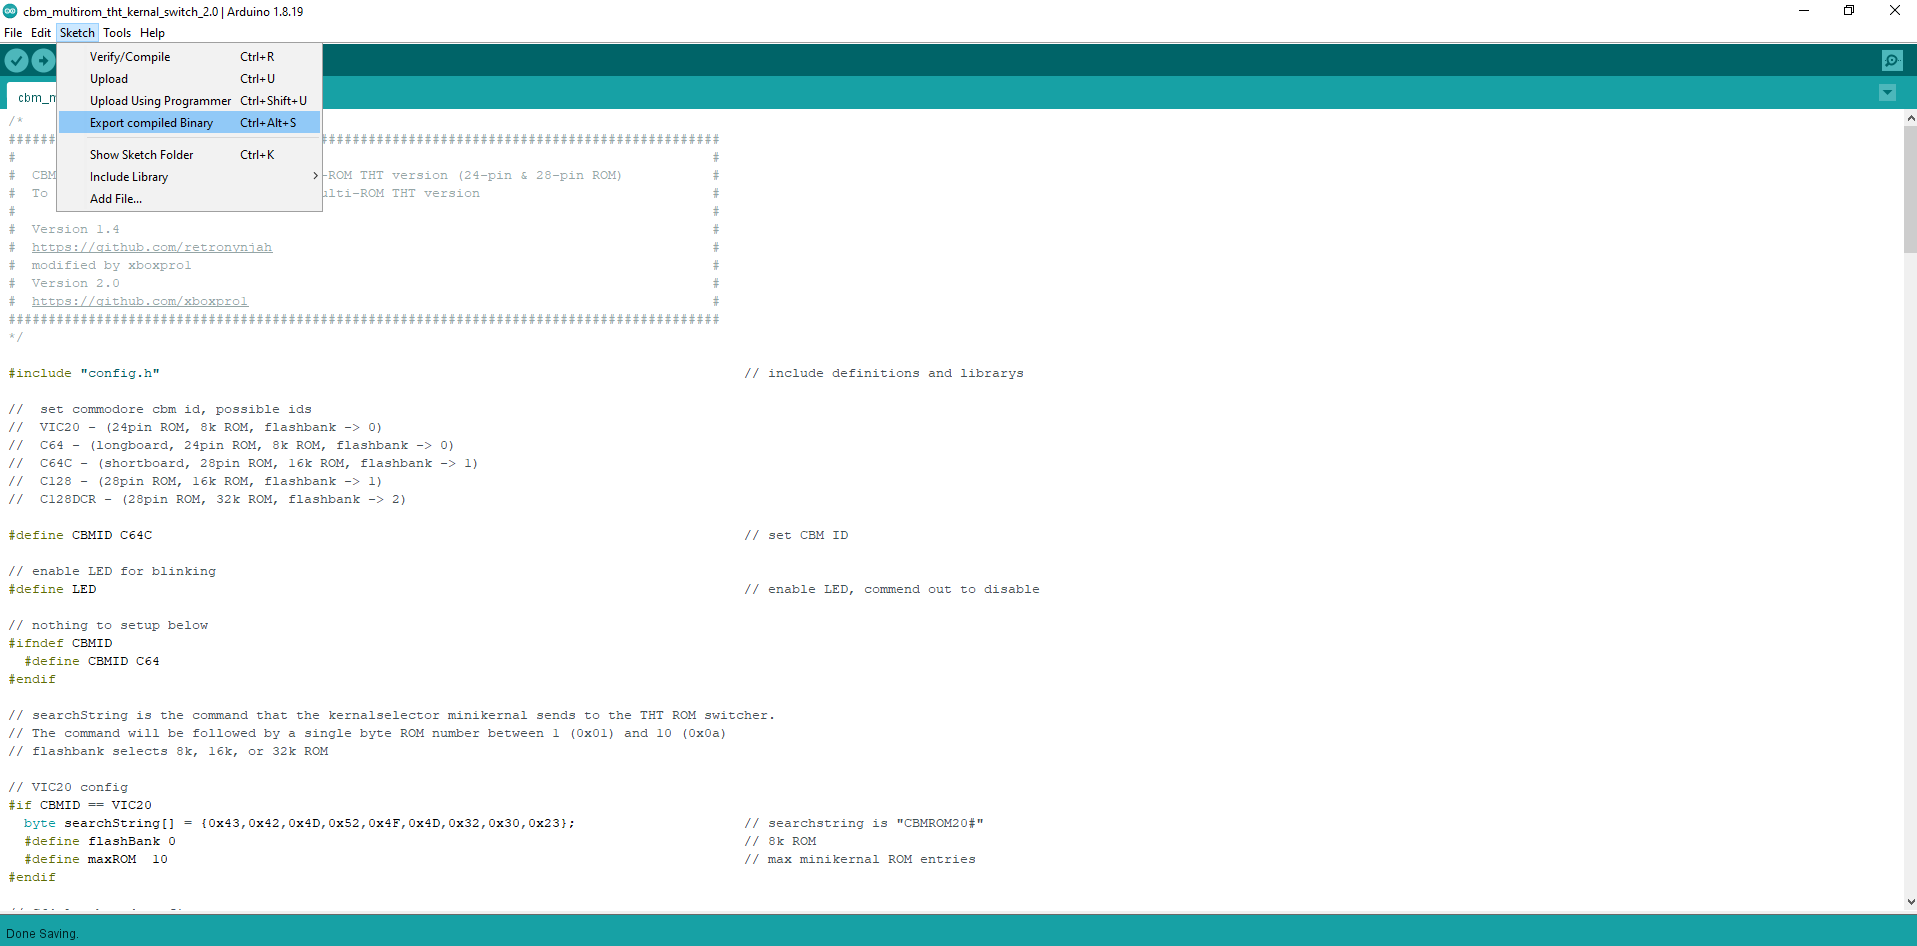 cbm_multirom_tht_kernal_switch_2.0 | Arduino 1.8.19
File Edit Sketch Tools Help
Verify/Compile Ctrl+R
Upload Ctrl+U
Upload Using Programmer Ctrl+Shift+U
Export compiled Binary Ctrl+Alt+S
Show Sketch Folder Ctrl+K
Include Library >
Add File...
cbm_m
/*
###### ##################################################
# #
# CBM -ROM THT version (24-pin & 28-pin ROM) #
# To ulti-ROM THT version #
# #
# Version 1.4 #
# https://github.com/retronynjah #
# modified by xboxpro1 #
# Version 2.0 #
# https://github.com/xboxpro1 #
#########################################################################################
*/
#include "config.h" // include definitions and librarys
// set commodore cbm id, possible ids
// VIC20 - (24pin ROM, 8k ROM, flashbank -> 0)
// C64 - (longboard, 24pin ROM, 8k ROM, flashbank -> 0)
// C64C - (shortboard, 28pin ROM, 16k ROM, flashbank -> 1)
// C128 - (28pin ROM, 16k ROM, flashbank -> 1)
// C128DCR - (28pin ROM, 32k ROM, flashbank -> 2)
#define CBMID C64C // set CBM ID
// enable LED for blinking
#define LED // enable LED, commend out to disable
// nothing to setup below
#ifndef CBMID
#define CBMID C64
#endif
// searchString is the command that the kernalselector minikernal sends to the THT ROM switcher.
// The command will be followed by a single byte ROM number between 1 (0x01) and 10 (0x0a)
// flashbank selects 8k, 16k, or 32k ROM
// VIC20 config
#if CBMID == VIC20
byte searchString[] = {0x43,0x42,0x4D,0x52,0x4F,0x4D,0x32,0x30,0x23}; // searchstring is "CBMROM20#"
#define flashBank 0 // 8k ROM
#define maxROM 10 // max minikernal ROM entries
#endif
Done Saving.